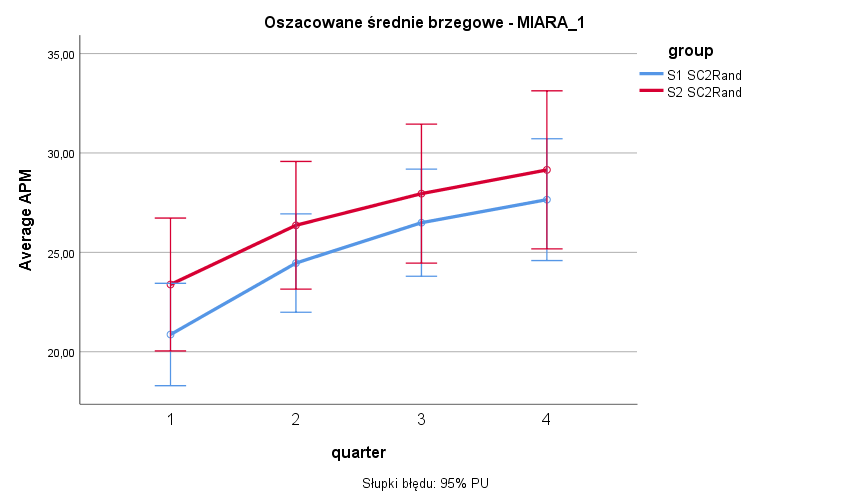 Oszacowane średnie brzegowe - MIARA_1
group
S1 SC2Rand
S2 SC2Rand
Average APM
35,00
30,00
25,00
20,00
1 2 3 4
quarter
Słupki błędu: 95% PU